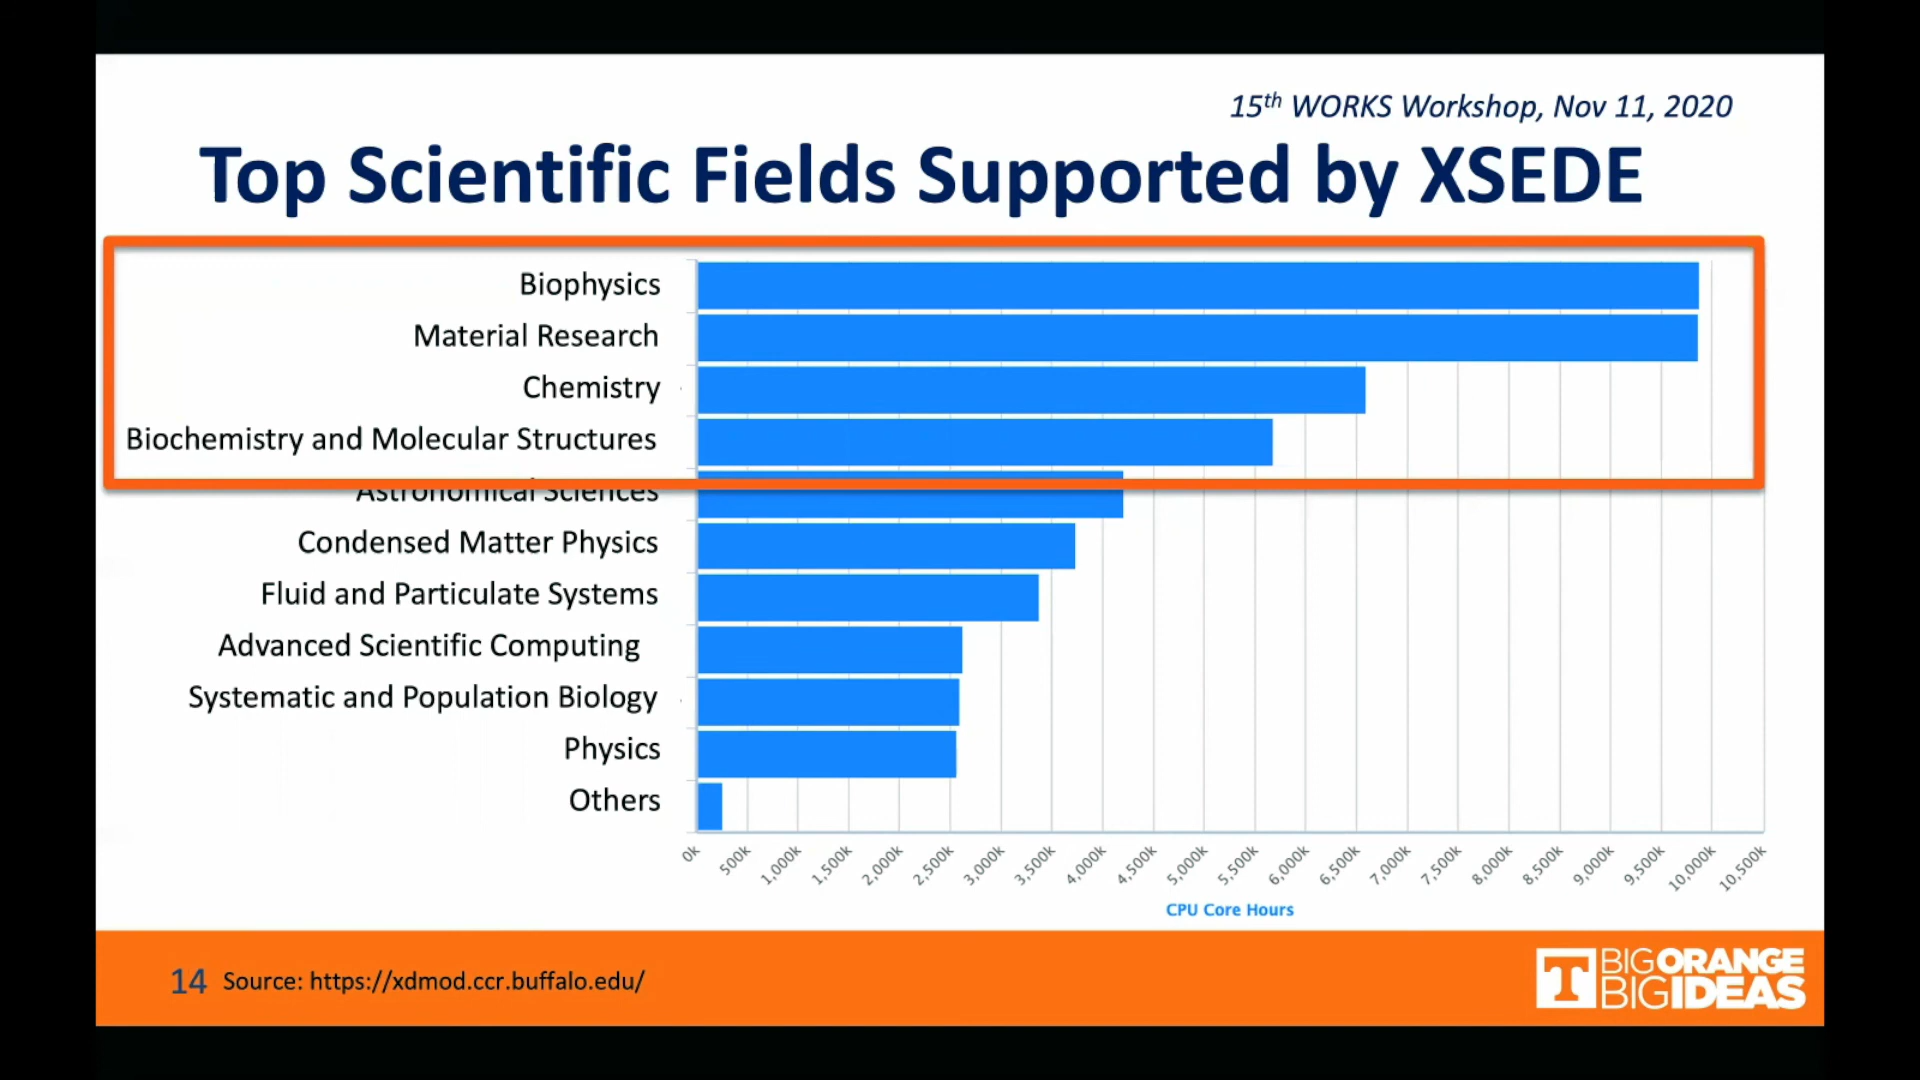 15th WORKS Workshop, Nov 11, 2020
Top Scientific Fields Supported by XSEDE
Biophysics
Material Research
Chemistry
Biochemistry and Molecular Structures
Astronomical Sciences
Condensed Matter Physics
Fluid and Particulate Systems
Advanced Scientific Computing
Systematic and Population Biology
Physics
Others
0k 500k 1,000k 1,500k 2,000k 2,500k 3,000k 3,500k 4,000k 4,500k 5,000k 5,500k 6,000k 6,500k 7,000k 7,500k 8,000k 8,500k 9,000k 9,500k 10,000k 10,500k
CPU Core Hours
14 Source: https://xdmod.ccr.buffalo.edu/
T BIG ORANGE
BIG IDEAS